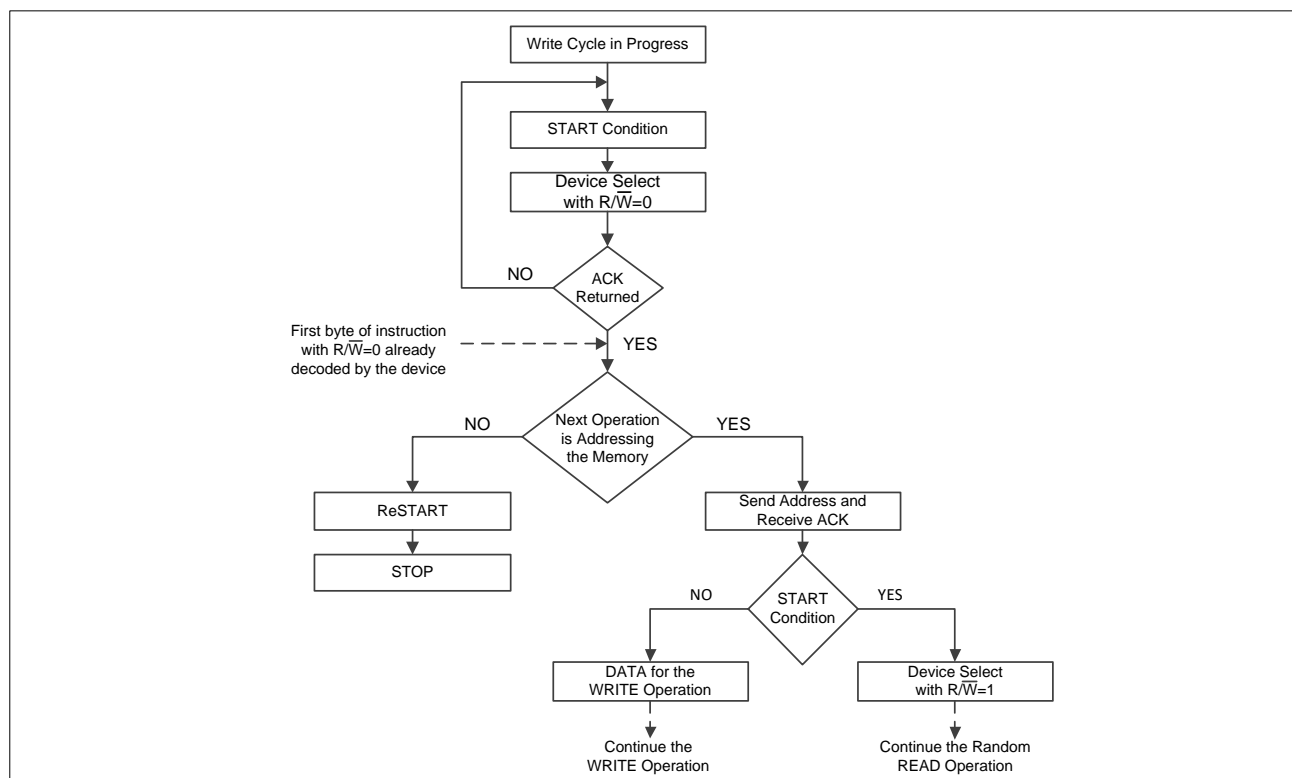 Write Cycle in Progress
START Condition
Device Select
with R/W̅=0
NO
ACK
Returned
First byte of instruction
with R/W̅=0 already
decoded by the device
YES
NO
Next Operation
is Addressing
the Memory
YES
ReSTART
Send Address and
Receive ACK
STOP
NO
START
Condition
YES
DATA for the
WRITE Operation
Device Select
with R/W̅=1
Continue the
WRITE Operation
Continue the Random
READ Operation